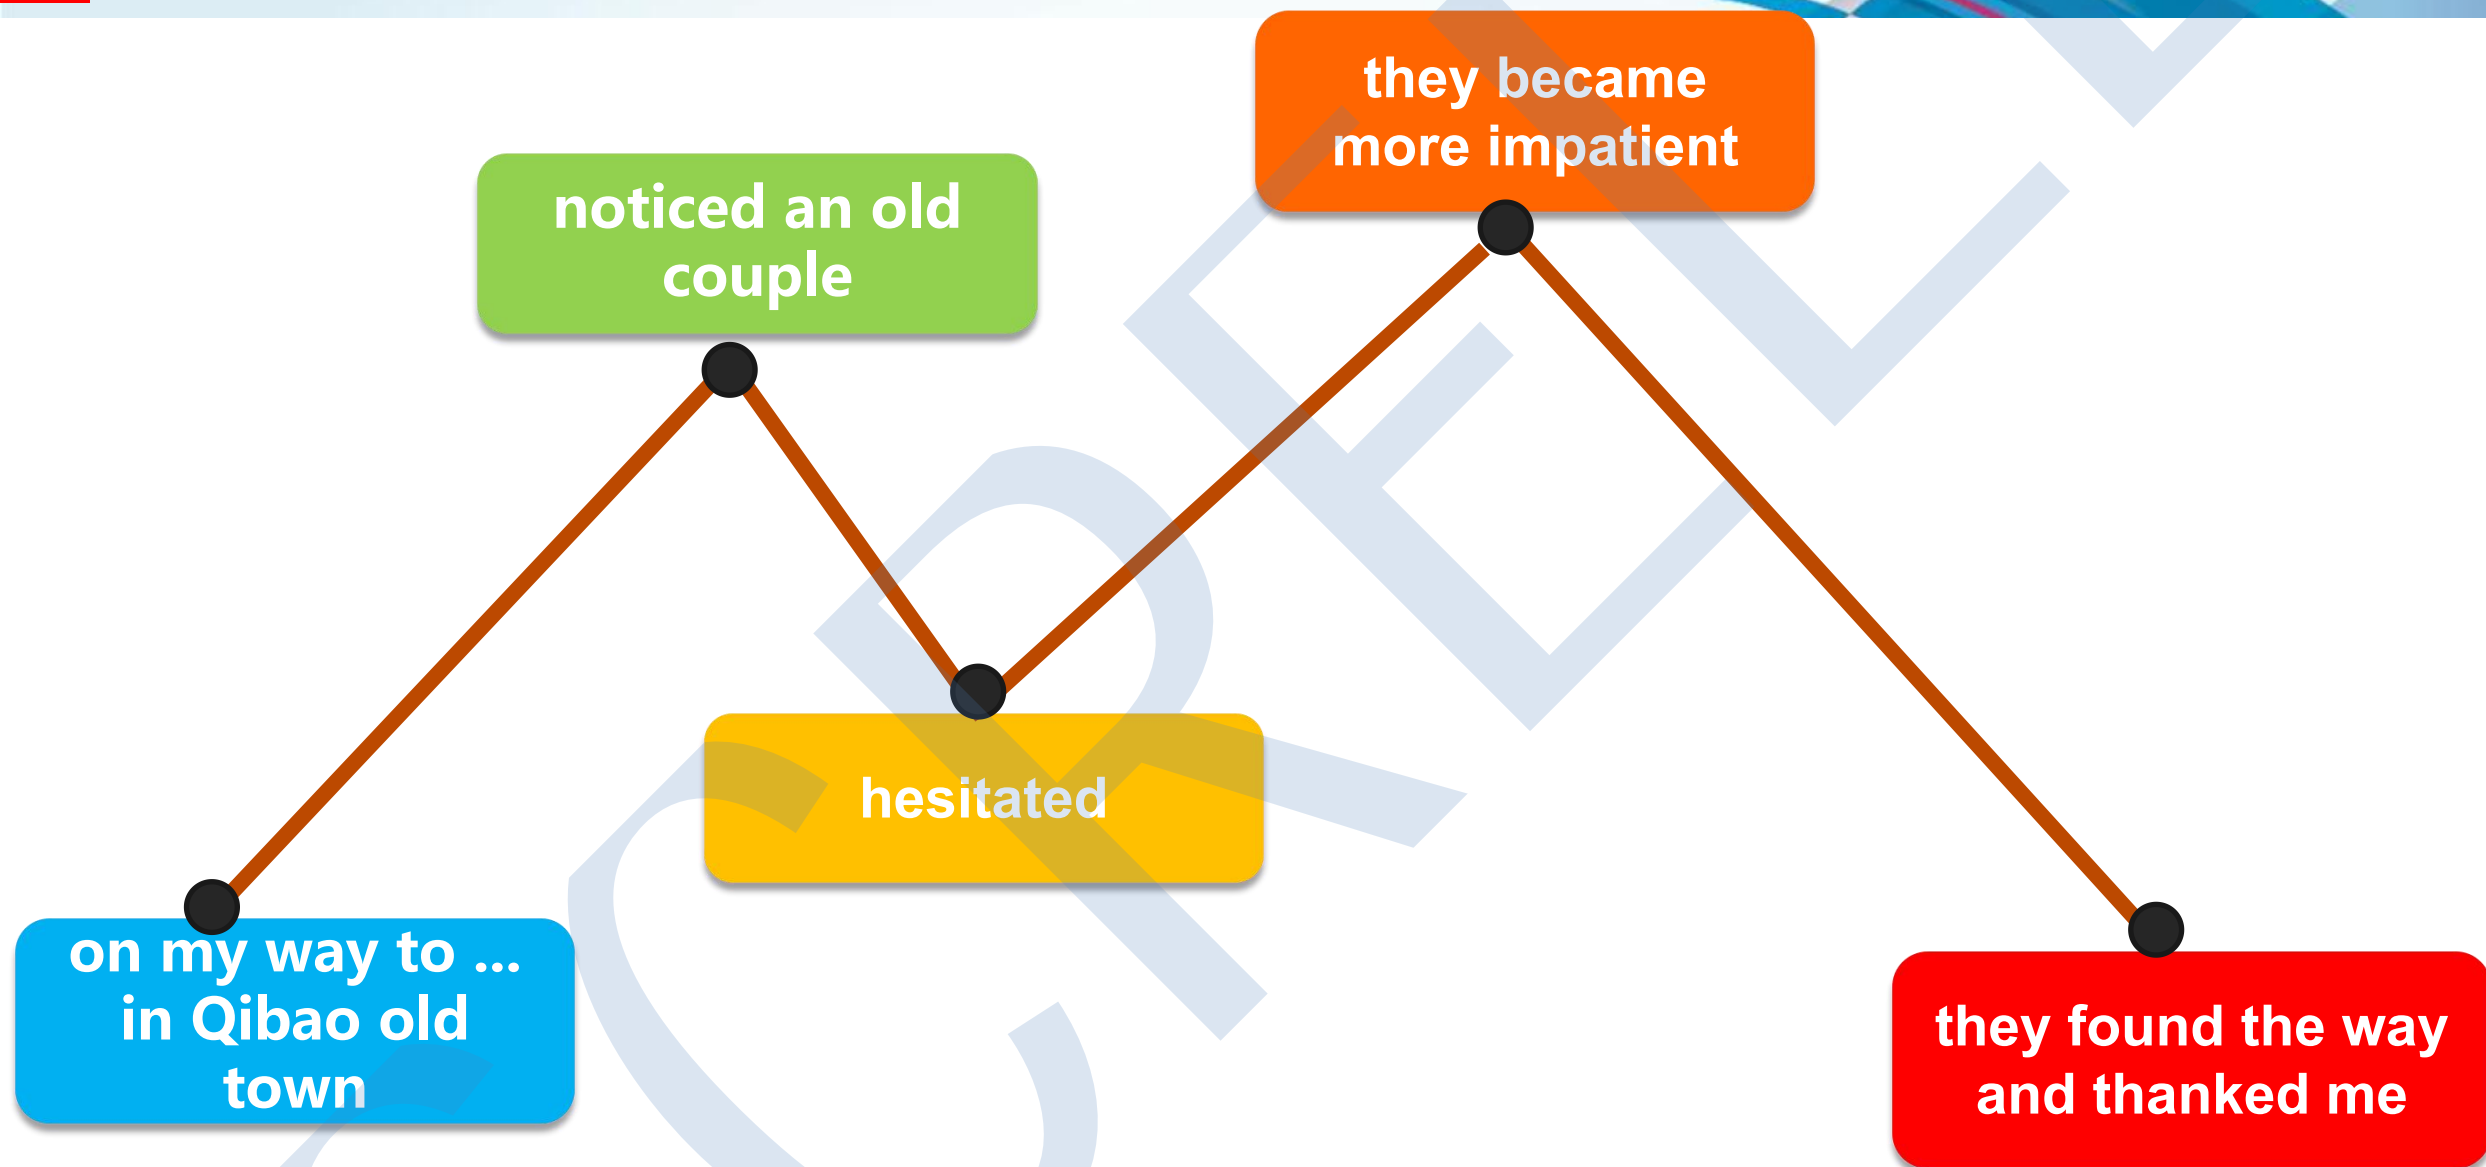 they became
more impatient
noticed an old
couple
hesitated
on my way to ...
in Qibao old
town
they found the way
and thanked me